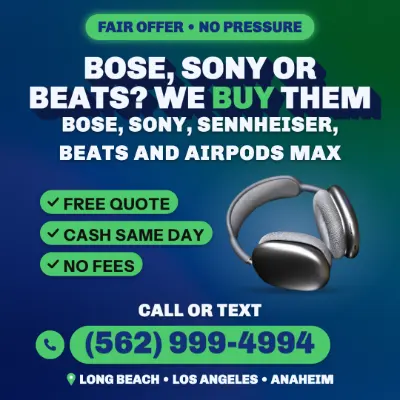 FAIR OFFER • NO PRESSURE
BOSE, SONY OR
BEATS? WE BUY THEM
BOSE, SONY, SENNHEISER,
BEATS AND AIRPODS MAX
FREE QUOTE
CASH SAME DAY
NO FEES
CALL OR TEXT
(562) 999-4994
LONG BEACH • LOS ANGELES • ANAHEIM